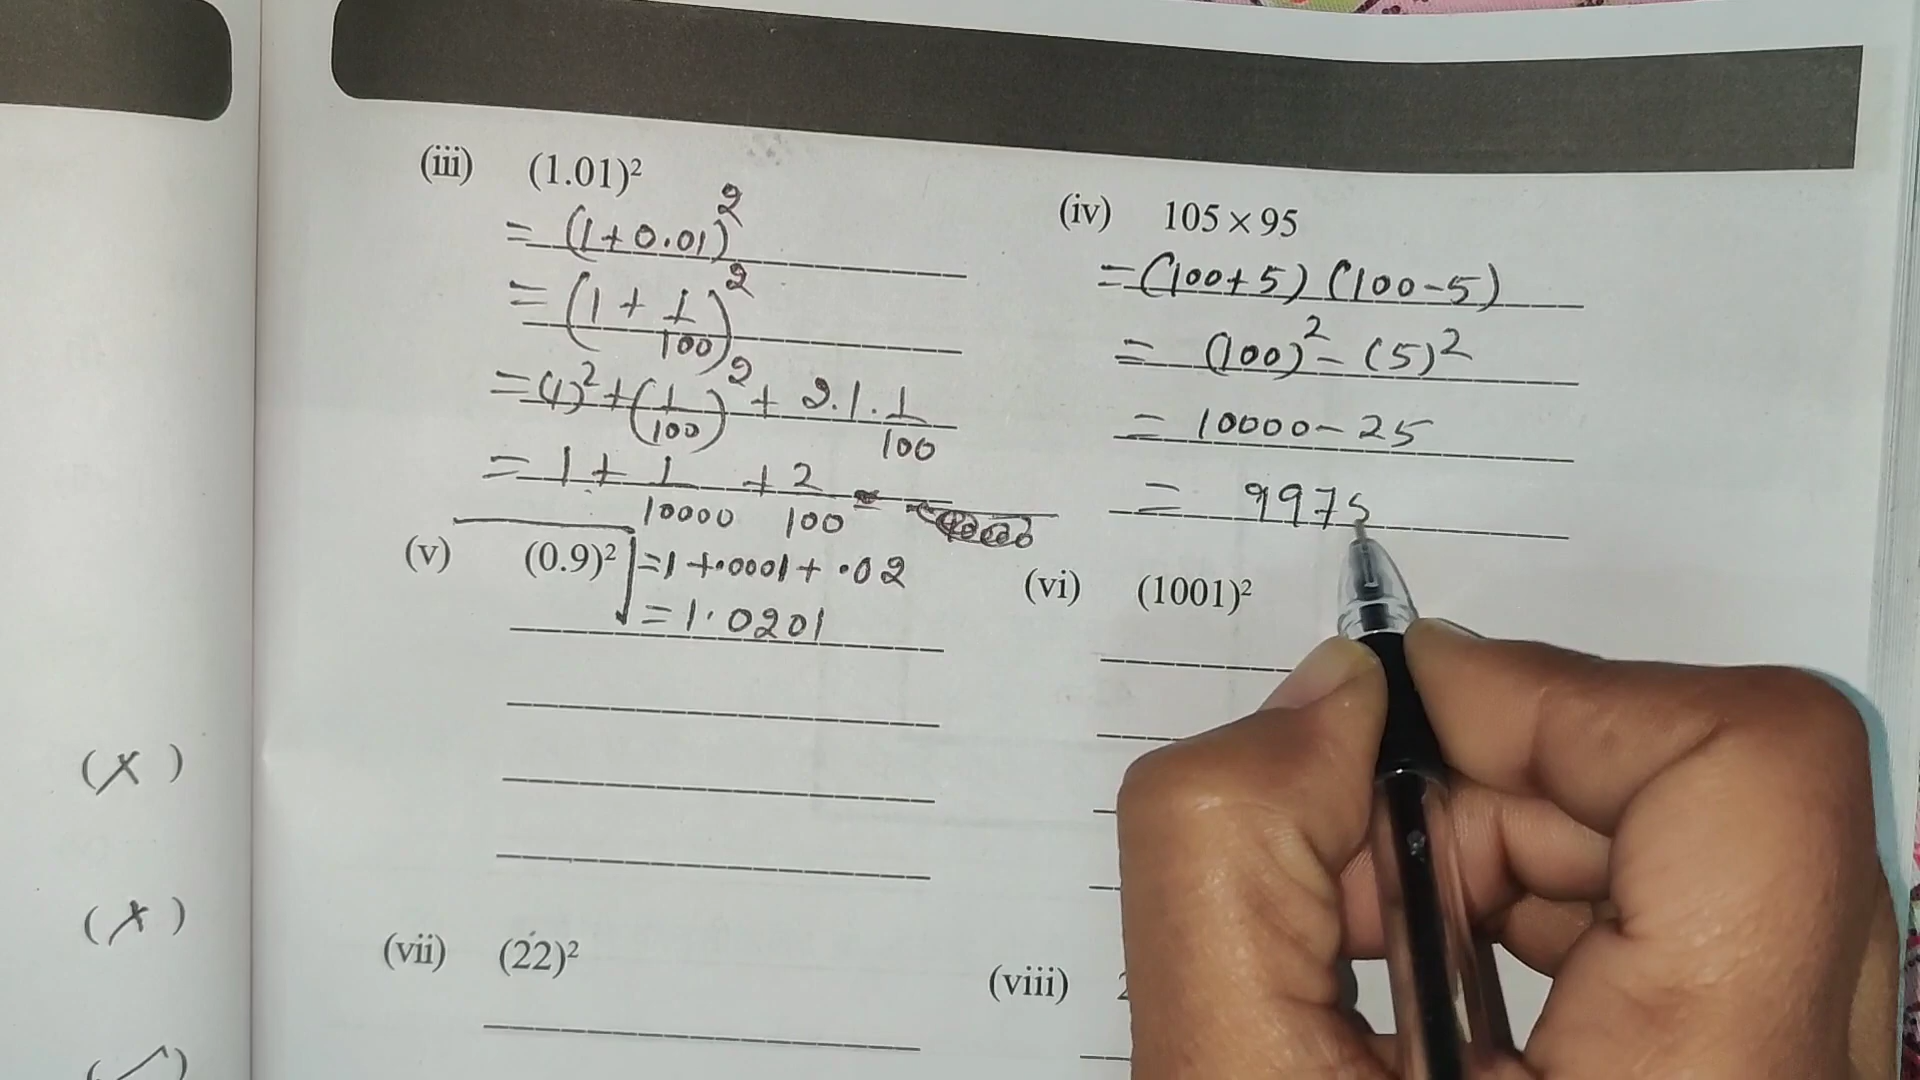 (iii) (1.01)²
= (1+0.01)²
= (1 + 1/100)²
= (1)² + (1/100)² + 2.1.1/100
= 1 + 1/10000 + 2/100
(iv) 105 × 95
= (100+5) (100-5)
= (100)² - (5)²
= 10000 - 25
= 9975
(v) (0.9)²
= 1 + .0001 + .02
= 1.0201
(vi) (1001)²
(x)
(x)
(vii) (22)²
(viii)